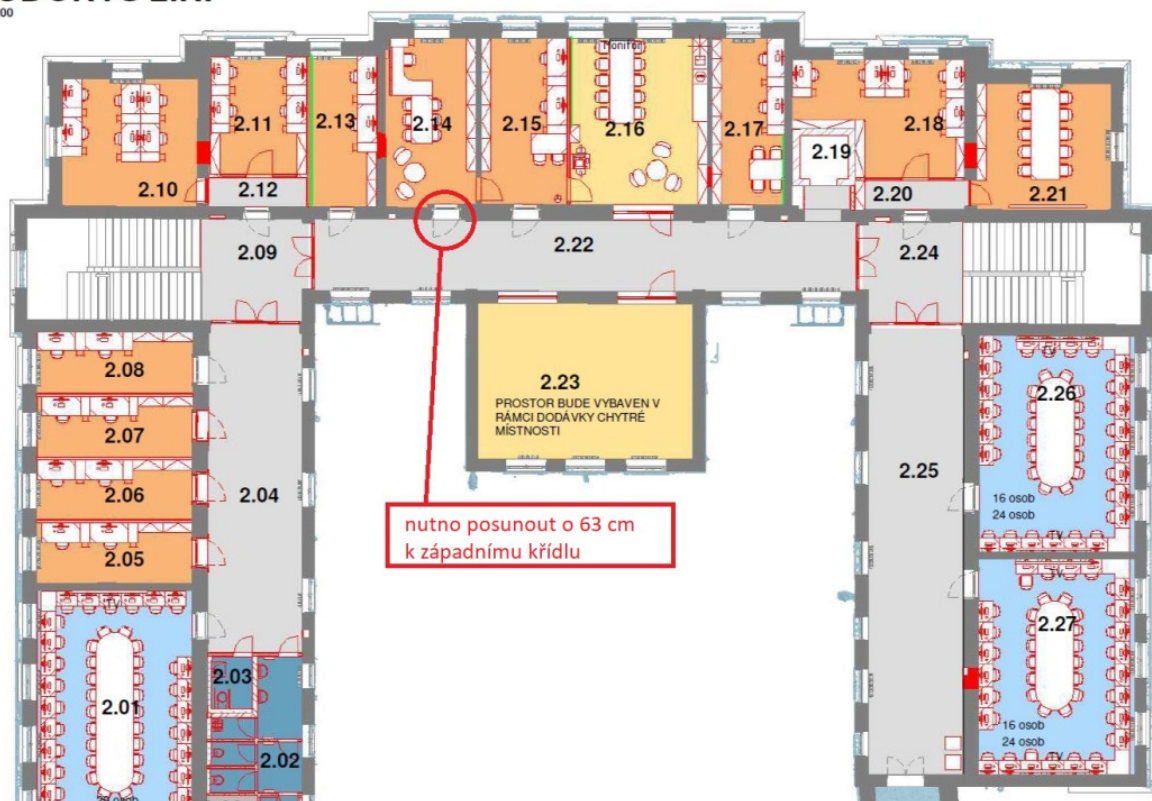 00
Monitor
2.11
2.13
2.14
2.15
2.16
2.17
2.18
2.19
2.10
2.12
2.20
2.21
2.09
2.22
2.24
2.08
2.23
PROSTOR BUDE VYBAVEN V
RÁMCI DODÁVKY CHYTRÉ
MÍSTNOSTI
TV
2.26
2.07
2.06
2.04
2.25
16 osob
24 osob
nutno posunout o 63 cm
k západnímu křídlu
TV
2.05
TV
TV
2.27
2.03
2.01
16 osob
24 osob
2.02
TV